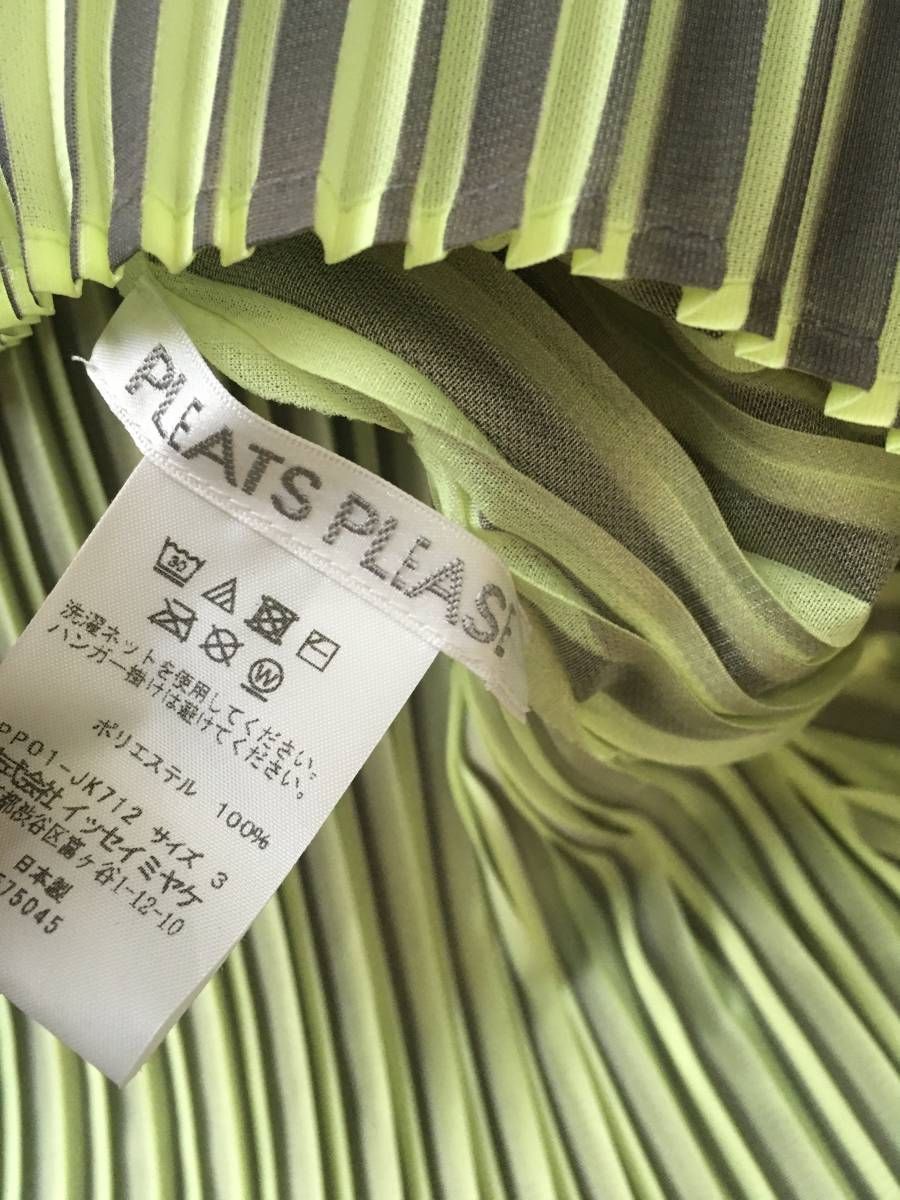 PLEATS PLEASE
30
W
洗濯ネットを使用してください。
ハンガー掛けは避けてください。
ポリエステル 100%
PP01-JK712 サイズ 3
式会社イッセイミヤケ
都渋谷区富ヶ谷1-12-10
日本製
575045